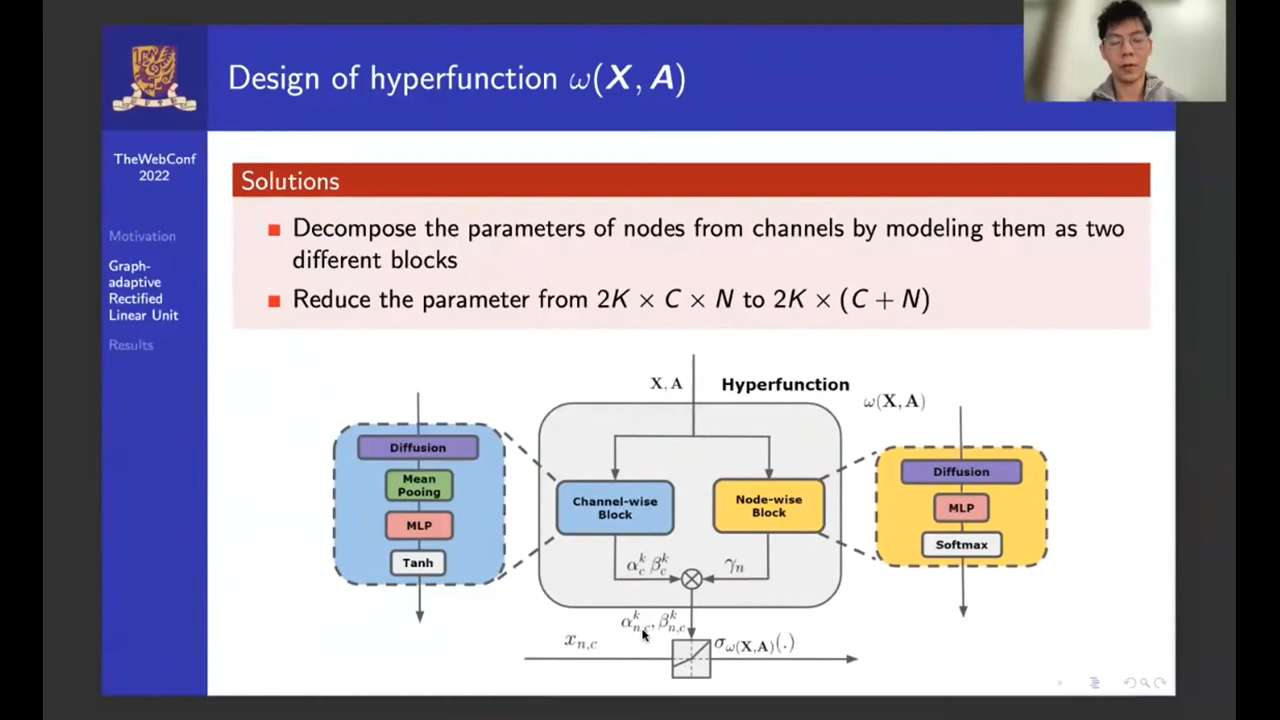 Design of hyperfunction ω(X, A)
TheWebConf
2022
Motivation
Graph-
adaptive
Rectified
Linear Unit
Results
Solutions
Decompose the parameters of nodes from channels by modeling them as two
different blocks
Reduce the parameter from 2K × C × N to 2K × (C + N)
X, A
Hyperfunction
ω(X, A)
Diffusion
Mean
Pooing
MLP
Tanh
Channel-wise
Block
Node-wise
Block
Diffusion
MLP
Softmax
α_c^k β_c^k
γ_n
α_{n,c}^k, β_{n,c}^k
x_{n,c}
σ_{ω(X,A)}(.)